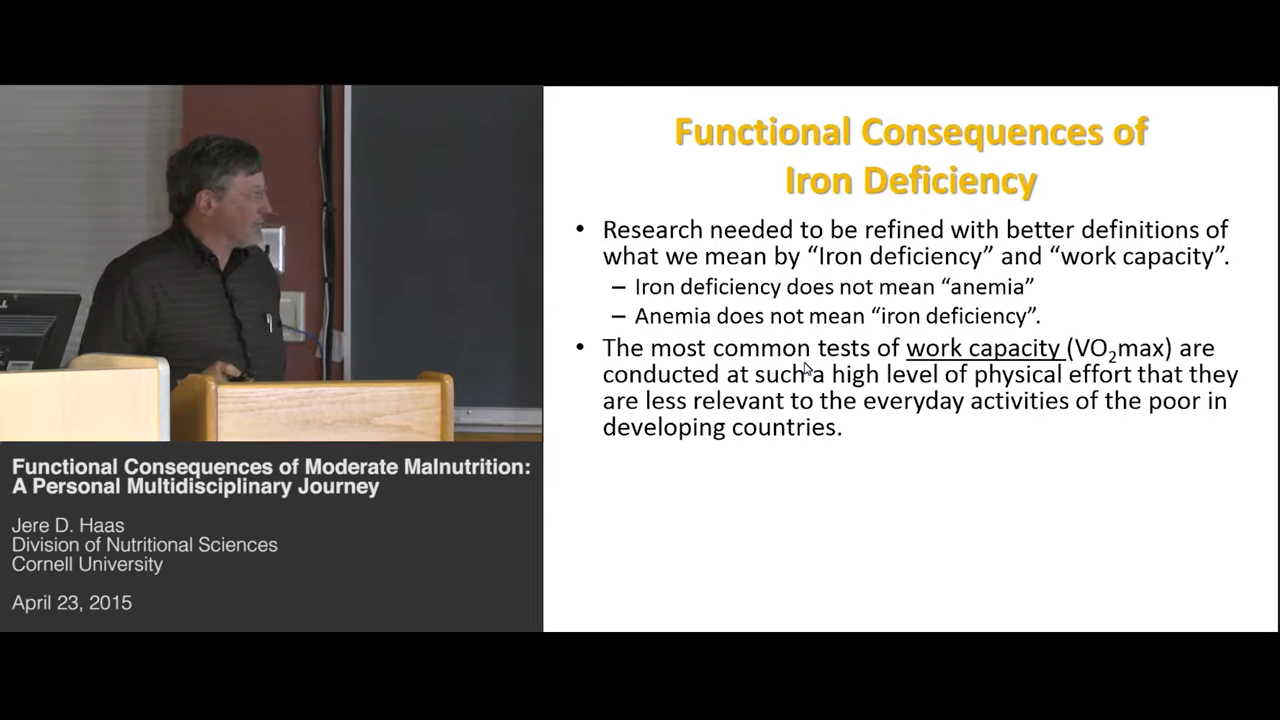 Functional Consequences of
Iron Deficiency
• Research needed to be refined with better definitions of
what we mean by “Iron deficiency” and “work capacity”.
– Iron deficiency does not mean “anemia”
– Anemia does not mean “iron deficiency”.
• The most common tests of work capacity (VO₂max) are
conducted at such a high level of physical effort that they
are less relevant to the everyday activities of the poor in
developing countries.
Functional Consequences of Moderate Malnutrition:
A Personal Multidisciplinary Journey
Jere D. Haas
Division of Nutritional Sciences
Cornell University
April 23, 2015